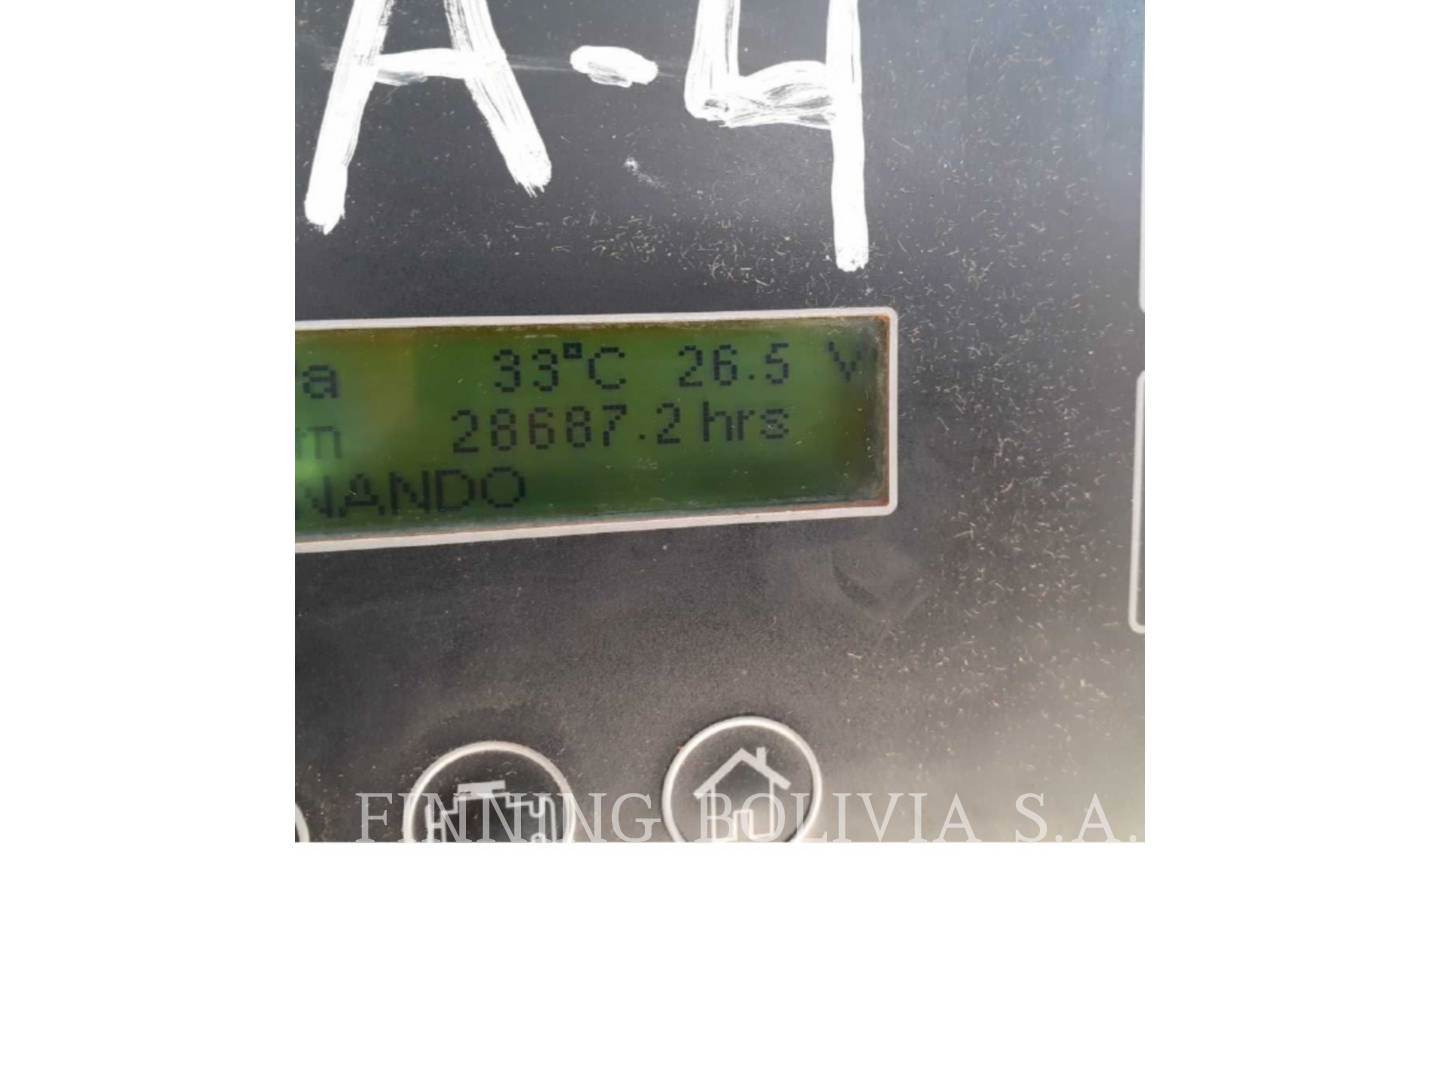 A-4
a 33°C 26.5 V
m 28687.2 hrs
NANDO
FINNING BOLIVIA S.A.